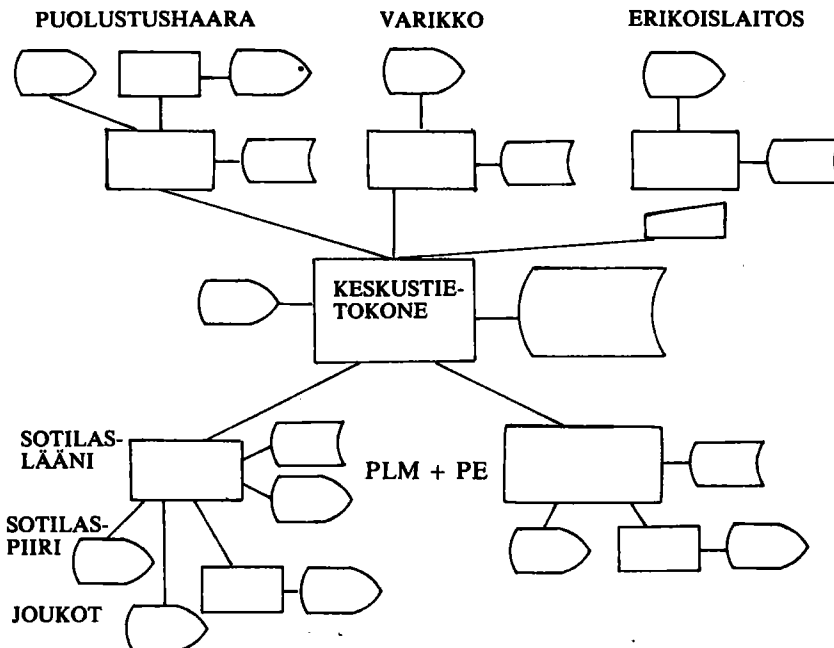 PUOLUSTUSHAARA
VARIKKO
ERIKOISLAITOS
KESKUSTIE-
TOKONE
SOTILAS-
LÄÄNI
PLM + PE
SOTILAS-
PIIRI
JOUKOT